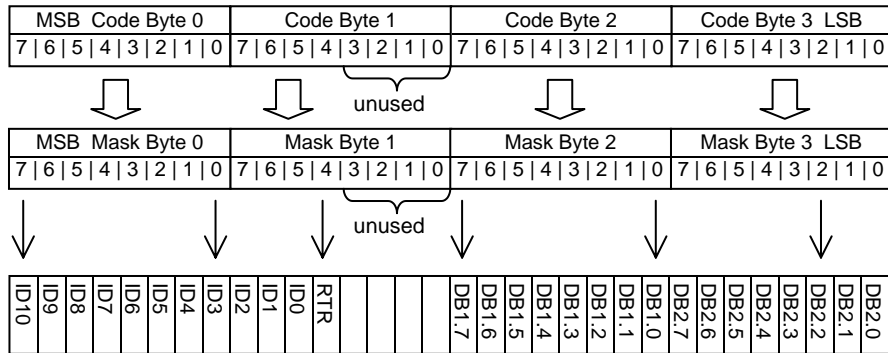 MSB Code Byte 0 Code Byte 1 Code Byte 2 Code Byte 3 LSB
7 | 6 | 5 | 4 | 3 | 2 | 1 | 0 7 | 6 | 5 | 4 | 3 | 2 | 1 | 0 7 | 6 | 5 | 4 | 3 | 2 | 1 | 0 7 | 6 | 5 | 4 | 3 | 2 | 1 | 0
unused
MSB Mask Byte 0 Mask Byte 1 Mask Byte 2 Mask Byte 3 LSB
7 | 6 | 5 | 4 | 3 | 2 | 1 | 0 7 | 6 | 5 | 4 | 3 | 2 | 1 | 0 7 | 6 | 5 | 4 | 3 | 2 | 1 | 0 7 | 6 | 5 | 4 | 3 | 2 | 1 | 0
unused
ID10 ID9 ID8 ID7 ID6 ID5 ID4 ID3 ID2 ID1 ID0 RTR DB1.7 DB1.6 DB1.5 DB1.4 DB1.3 DB1.2 DB1.1 DB1.0 DB2.7 DB2.6 DB2.5 DB2.4 DB2.3 DB2.2 DB2.1 DB2.0